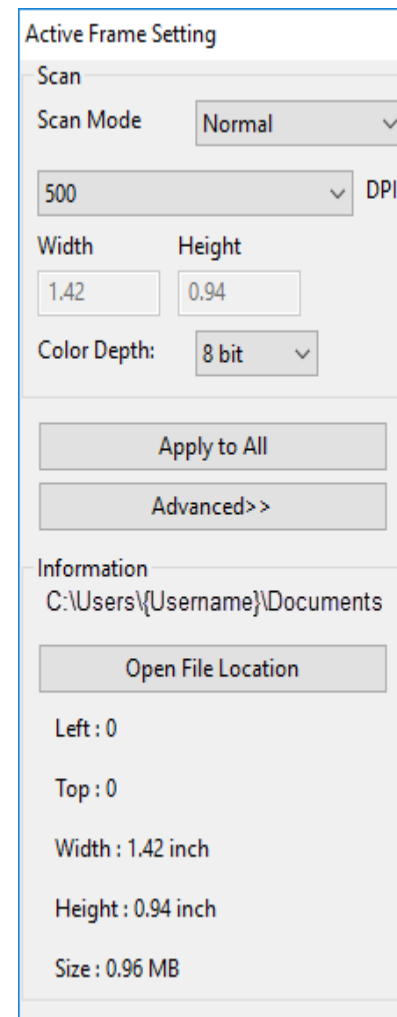 Active Frame Setting
Scan
Scan Mode Normal
500 DPI
Width Height
1.42 0.94
Color Depth: 8 bit
Apply to All
Advanced>>
Information
C:\Users\{Username}\Documents
Open File Location
Left : 0
Top : 0
Width : 1.42 inch
Height : 0.94 inch
Size : 0.96 MB